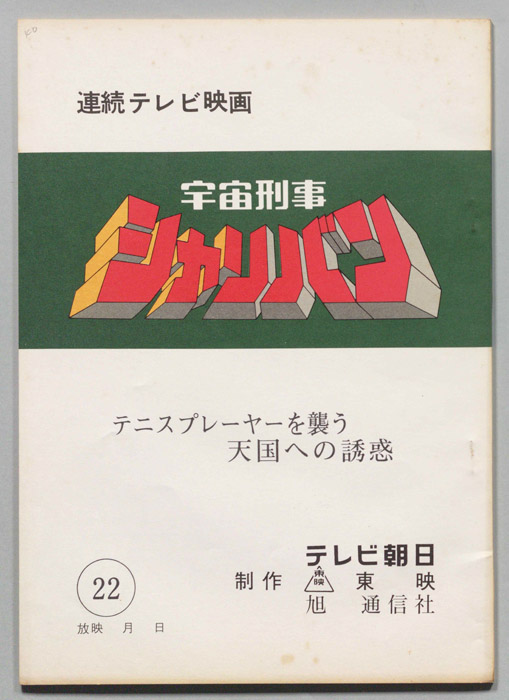 連続テレビ映画
宇宙刑事
シャリバン
テニスプレーヤーを襲う
天国への誘惑
テレビ朝日
制作 東映 東映
旭通信社
22
放映 月 日